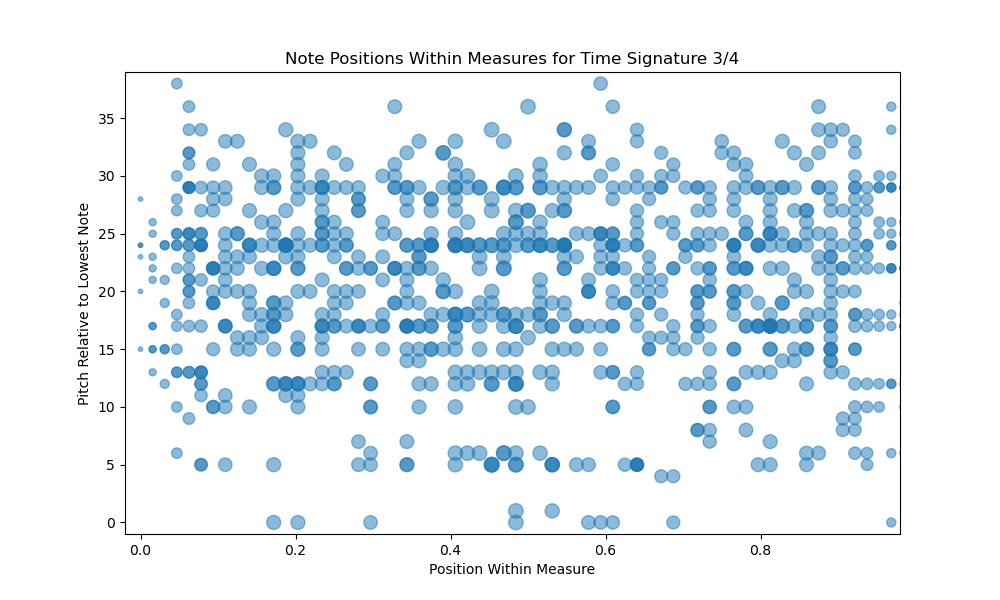 Note Positions Within Measures for Time Signature 3/4
Pitch Relative to Lowest Note
35
30
25
20
15
10
5
0
0.0 0.2 0.4 0.6 0.8
Position Within Measure